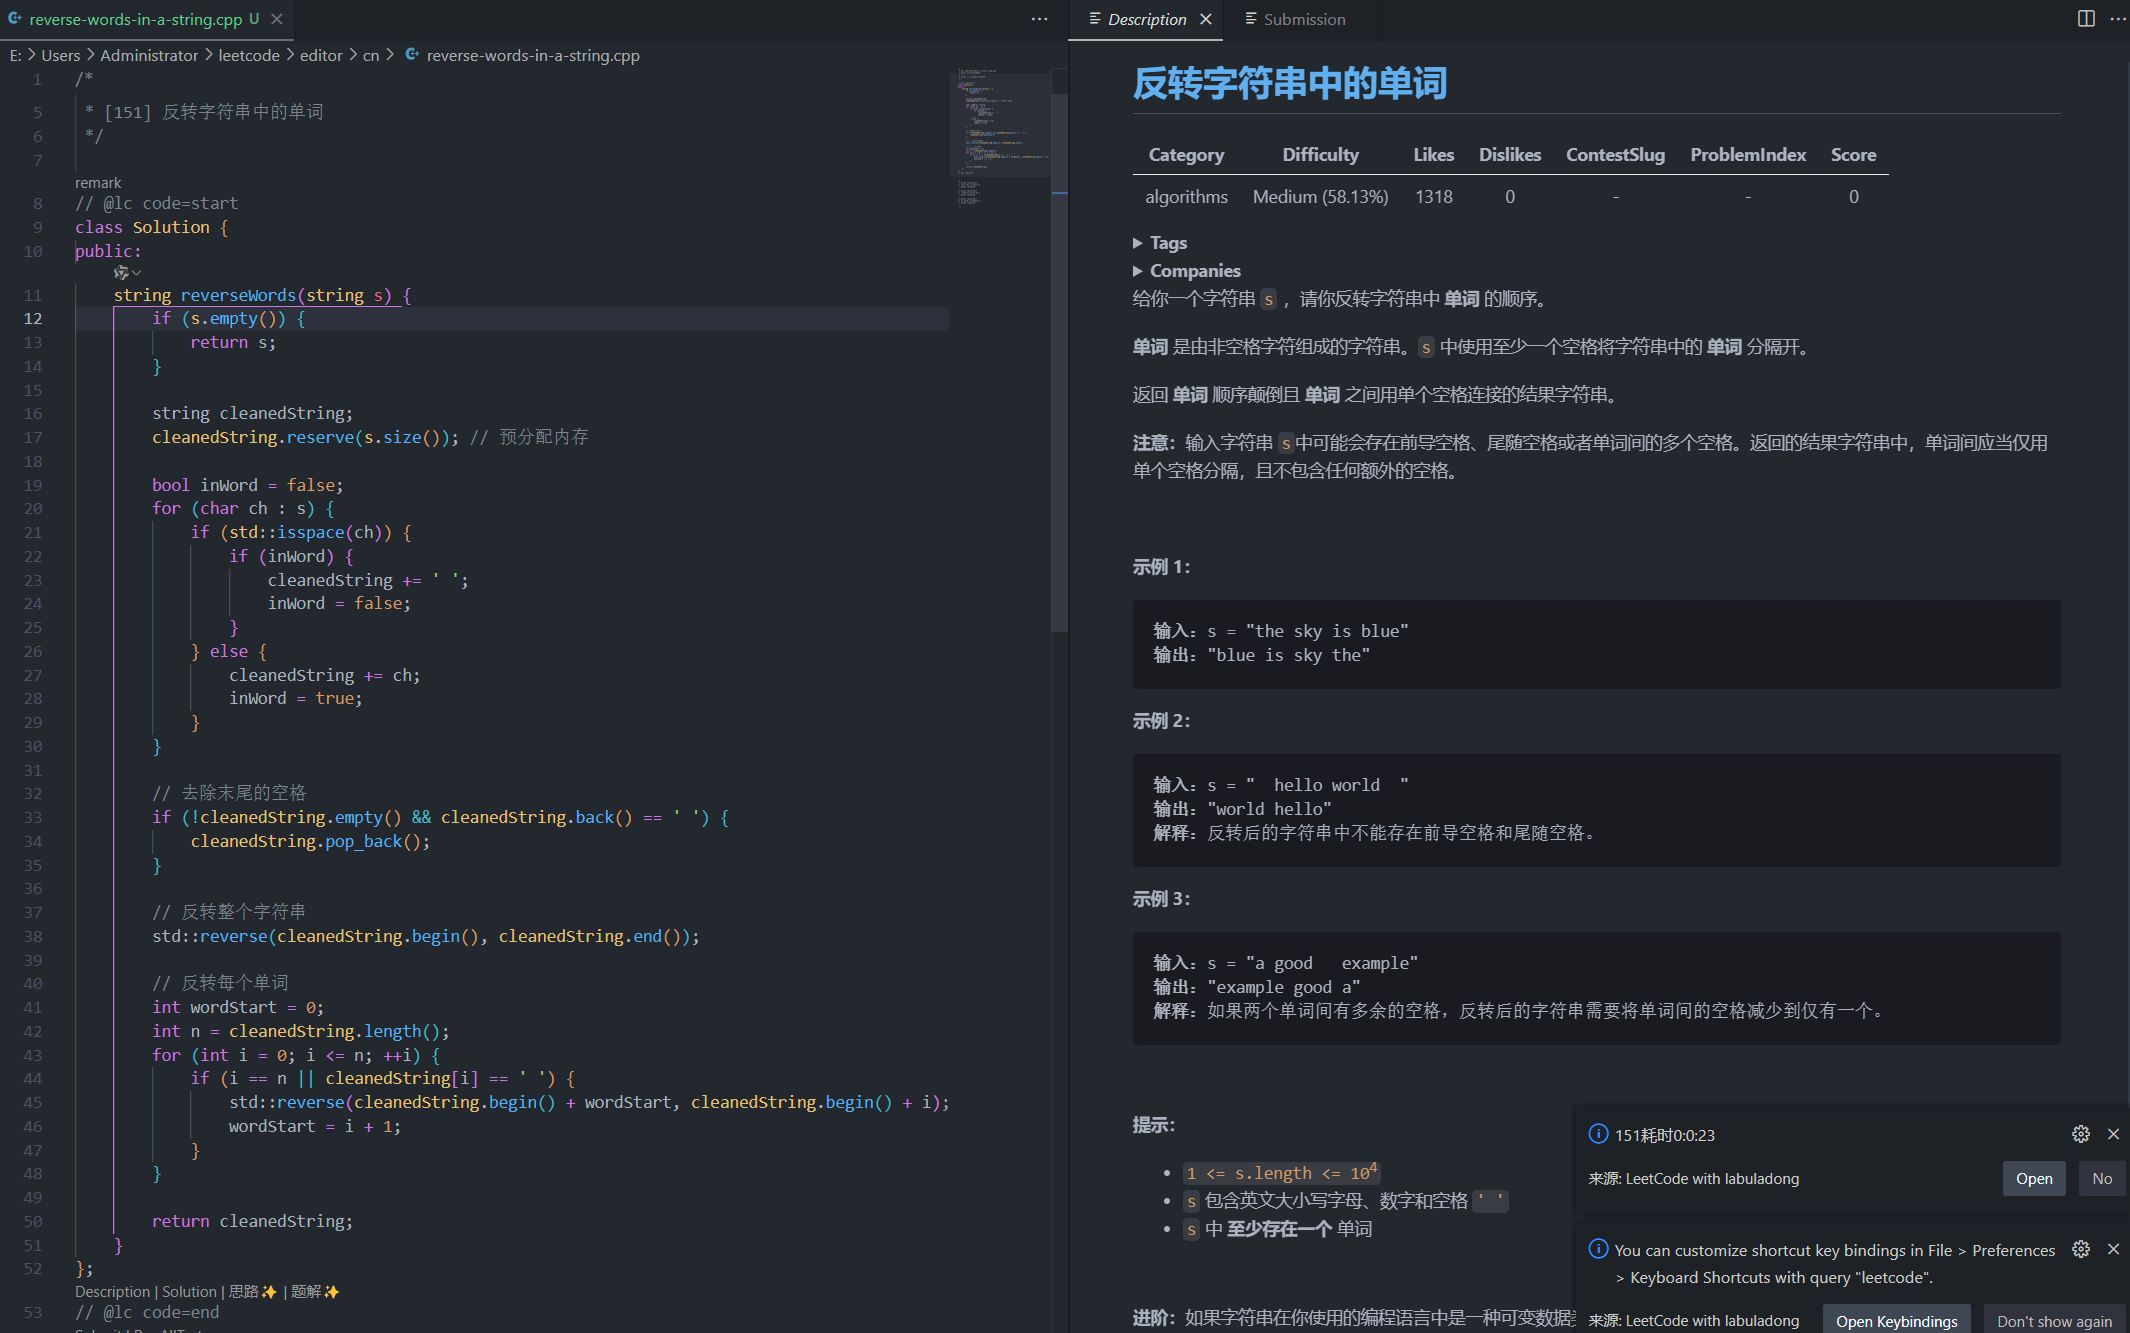 reverse-words-in-a-string.cpp U
E: > Users > Administrator > leetcode > editor > cn > reverse-words-in-a-string.cpp
1 /*
5 * [151] 反转字符串中的单词
6 */
7
remark
8 // @lc code=start
9 class Solution {
10 public:
11 string reverseWords(string s) {
12 if (s.empty()) {
13 return s;
14 }
15
16 string cleanedString;
17 cleanedString.reserve(s.size()); // 预分配内存
18
19 bool inWord = false;
20 for (char ch : s) {
21 if (std::isspace(ch)) {
22 if (inWord) {
23 cleanedString += ' ';
24 inWord = false;
25 }
26 } else {
27 cleanedString += ch;
28 inWord = true;
29 }
30 }
31
32 // 去除末尾的空格
33 if (!cleanedString.empty() && cleanedString.back() == ' ') {
34 cleanedString.pop_back();
35 }
36
37 // 反转整个字符串
38 std::reverse(cleanedString.begin(), cleanedString.end());
39
40 // 反转每个单词
41 int wordStart = 0;
42 int n = cleanedString.length();
43 for (int i = 0; i <= n; ++i) {
44 if (i == n || cleanedString[i] == ' ') {
45 std::reverse(cleanedString.begin() + wordStart, cleanedString.begin() + i);
46 wordStart = i + 1;
47 }
48 }
49
50 return cleanedString;
51 }
52 };
Description | Solution | 思路✨ | 题解✨
53 // @lc code=end
Description
Submission
反转字符串中的单词
Category Difficulty Likes Dislikes ContestSlug ProblemIndex Score
algorithms Medium (58.13%) 1318 0 - - 0
Tags
Companies
给你一个字符串 s ，请你反转字符串中 单词 的顺序。
单词 是由非空格字符组成的字符串。s 中使用至少一个空格将字符串中的 单词 分隔开。
返回 单词 顺序颠倒且 单词 之间用单个空格连接的结果字符串。
注意：输入字符串 s中可能会存在前导空格、尾随空格或者单词间的多个空格。返回的结果字符串中，单词间应当仅用
单个空格分隔，且不包含任何额外的空格。
示例 1：
输入：s = "the sky is blue"
输出："blue is sky the"
示例 2：
输入：s = "  hello world  "
输出："world hello"
解释：反转后的字符串中不能存在前导空格和尾随空格。
示例 3：
输入：s = "a good   example"
输出："example good a"
解释：如果两个单词间有多余的空格，反转后的字符串需要将单词间的空格减少到仅有一个。
提示：
• 1 <= s.length <= 10⁴
• s 包含英文大小写字母、数字和空格 ' '
• s 中 至少存在一个 单词
进阶：如果字符串在你使用的编程语言中是一种可变数据
151耗时0:0:23
来源: LeetCode with labuladong
Open
No
You can customize shortcut key bindings in File > Preferences
> Keyboard Shortcuts with query "leetcode".
来源: LeetCode with labuladong
Open Keybindings
Don't show again